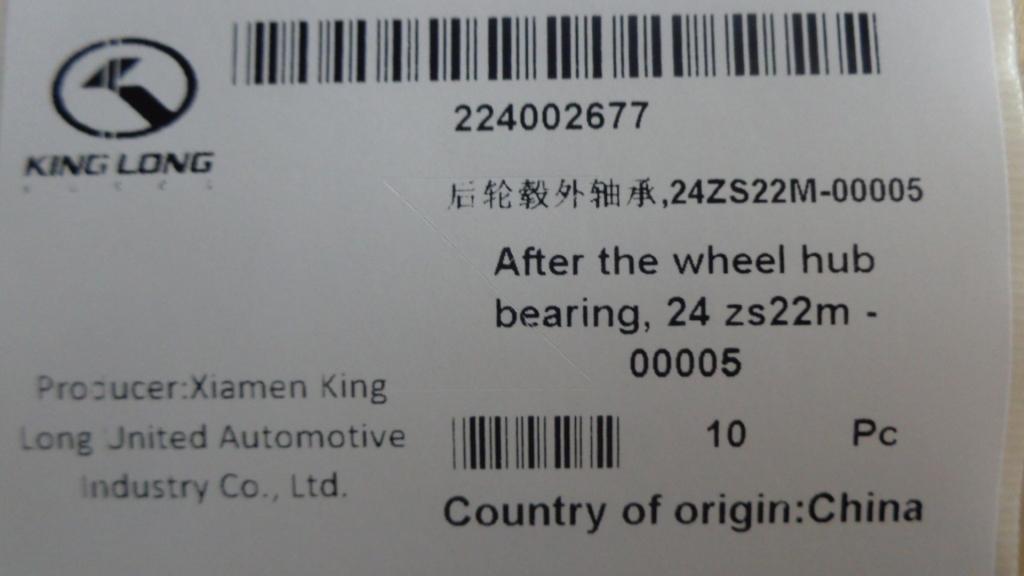 KING LONG
224002677
后轮毂外轴承,24ZS22M-00005
After the wheel hub
bearing, 24 zs22m -
00005
Producer:Xiamen King
Long United Automotive
Industry Co., Ltd.
10 Pc
Country of origin:China